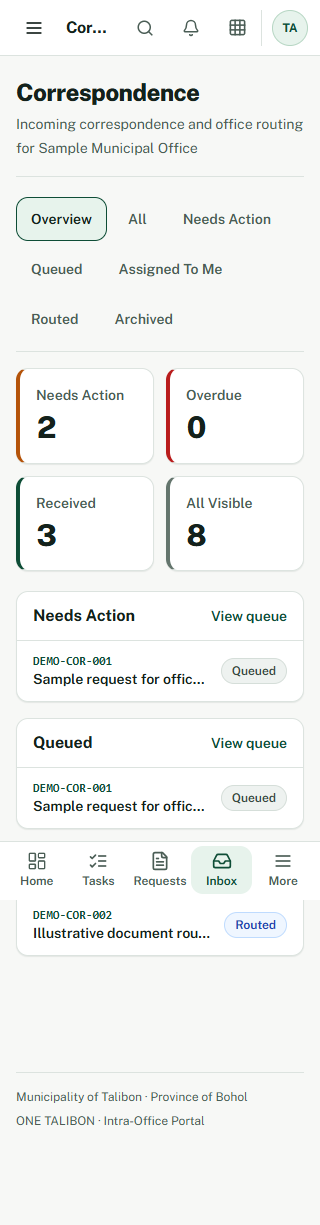 Cor...
TA
Correspondence
Incoming correspondence and office routing
for Sample Municipal Office
Overview
All
Needs Action
Queued
Assigned To Me
Routed
Archived
Needs Action
2
Overdue
0
Received
3
All Visible
8
Needs Action
View queue
DEMO-COR-001
Sample request for offic...
Queued
Queued
View queue
DEMO-COR-001
Sample request for offic...
Queued
Home
Tasks
Requests
Inbox
More
DEMO-COR-002
Illustrative document rou...
Routed
Municipality of Talibon · Province of Bohol
ONE TALIBON · Intra-Office Portal